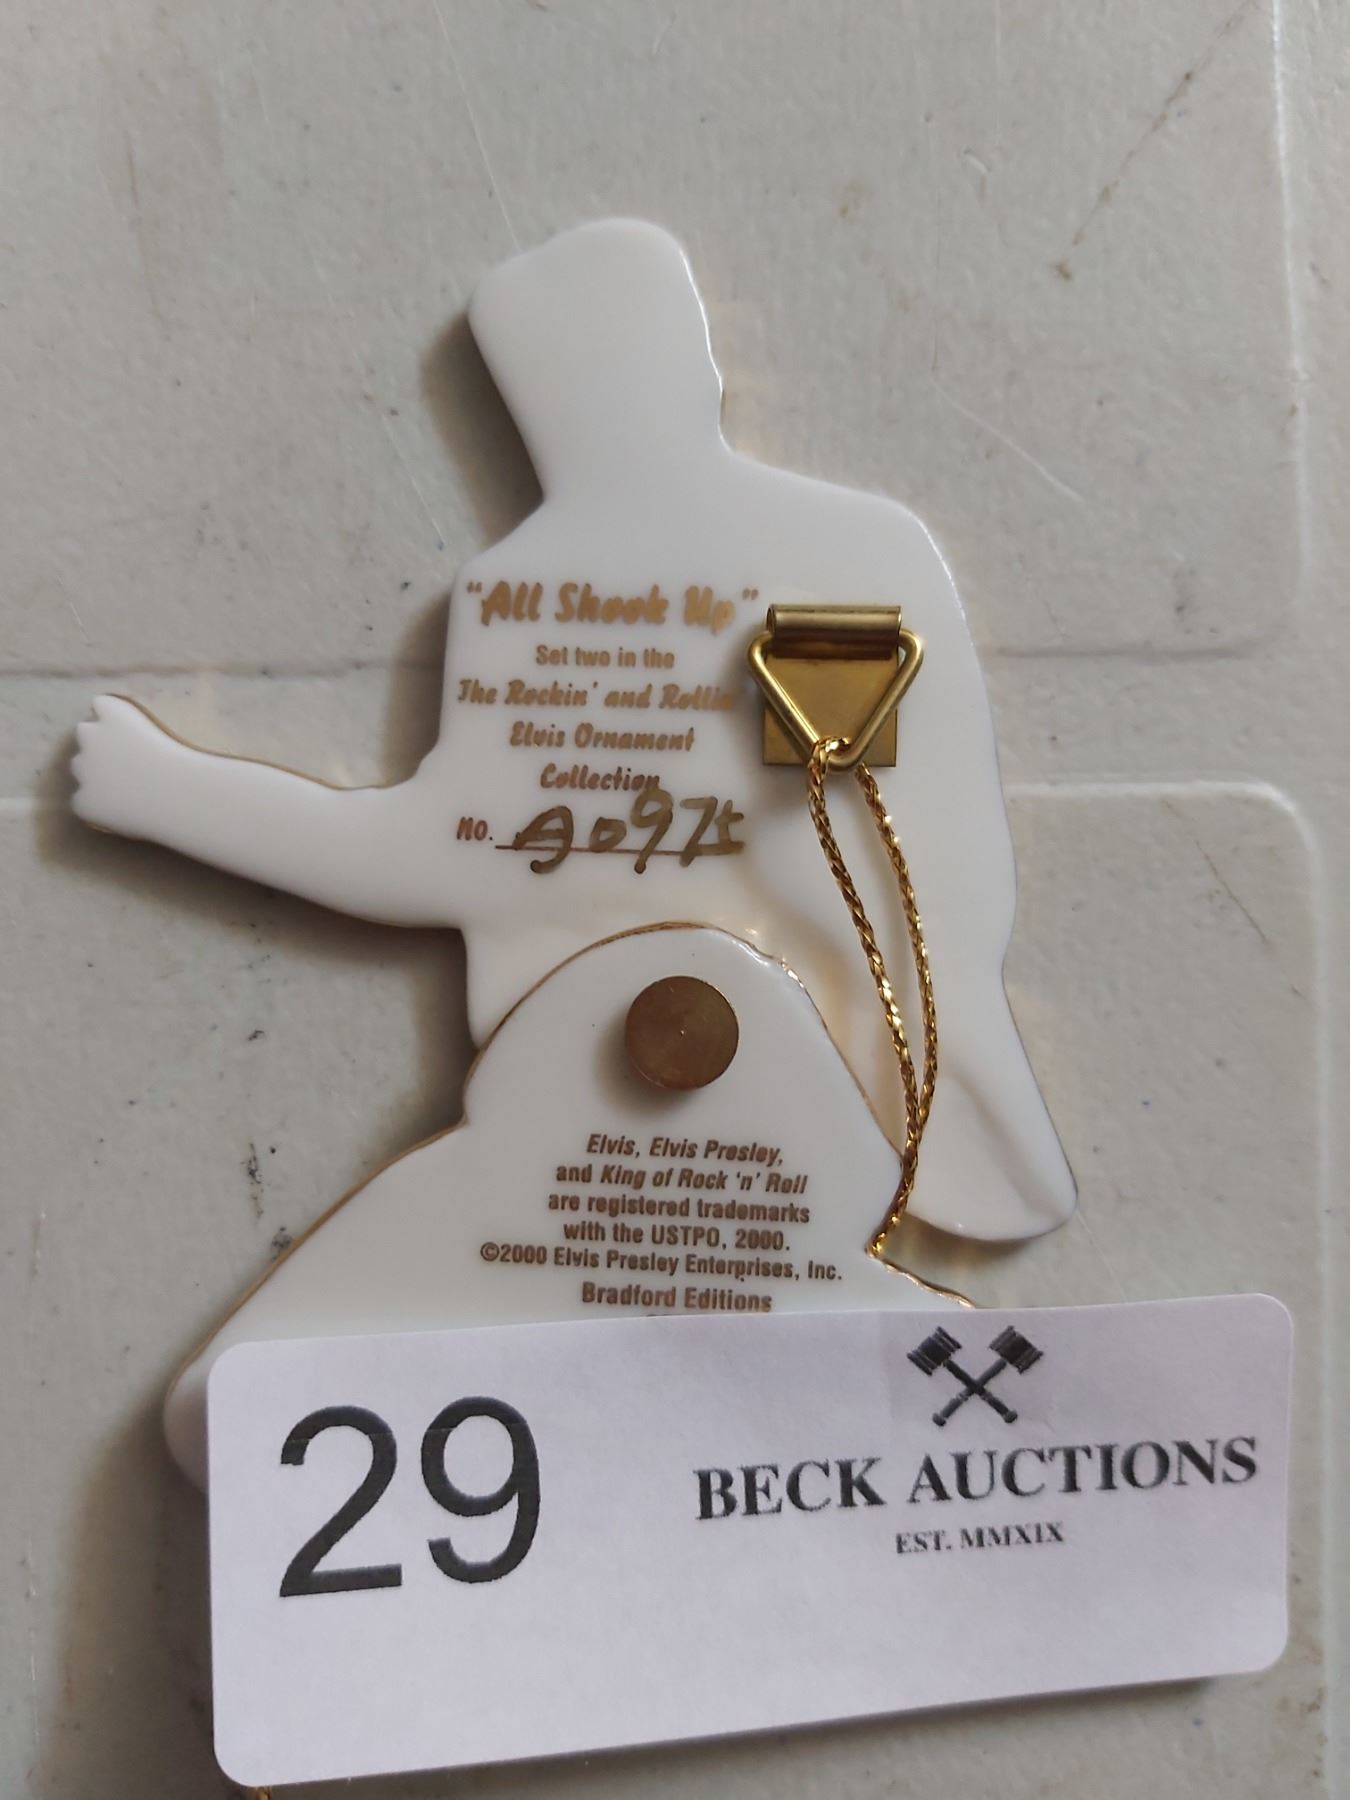 "All Shook Up"
Set two in the
The Rockin' and Rollin'
Elvis Ornament
Collection
no. A0975
Elvis, Elvis Presley,
and King of Rock 'n' Roll
are registered trademarks
with the USTPO, 2000.
©2000 Elvis Presley Enterprises, Inc.
Bradford Editions
29
BECK AUCTIONS
EST. MMXIX